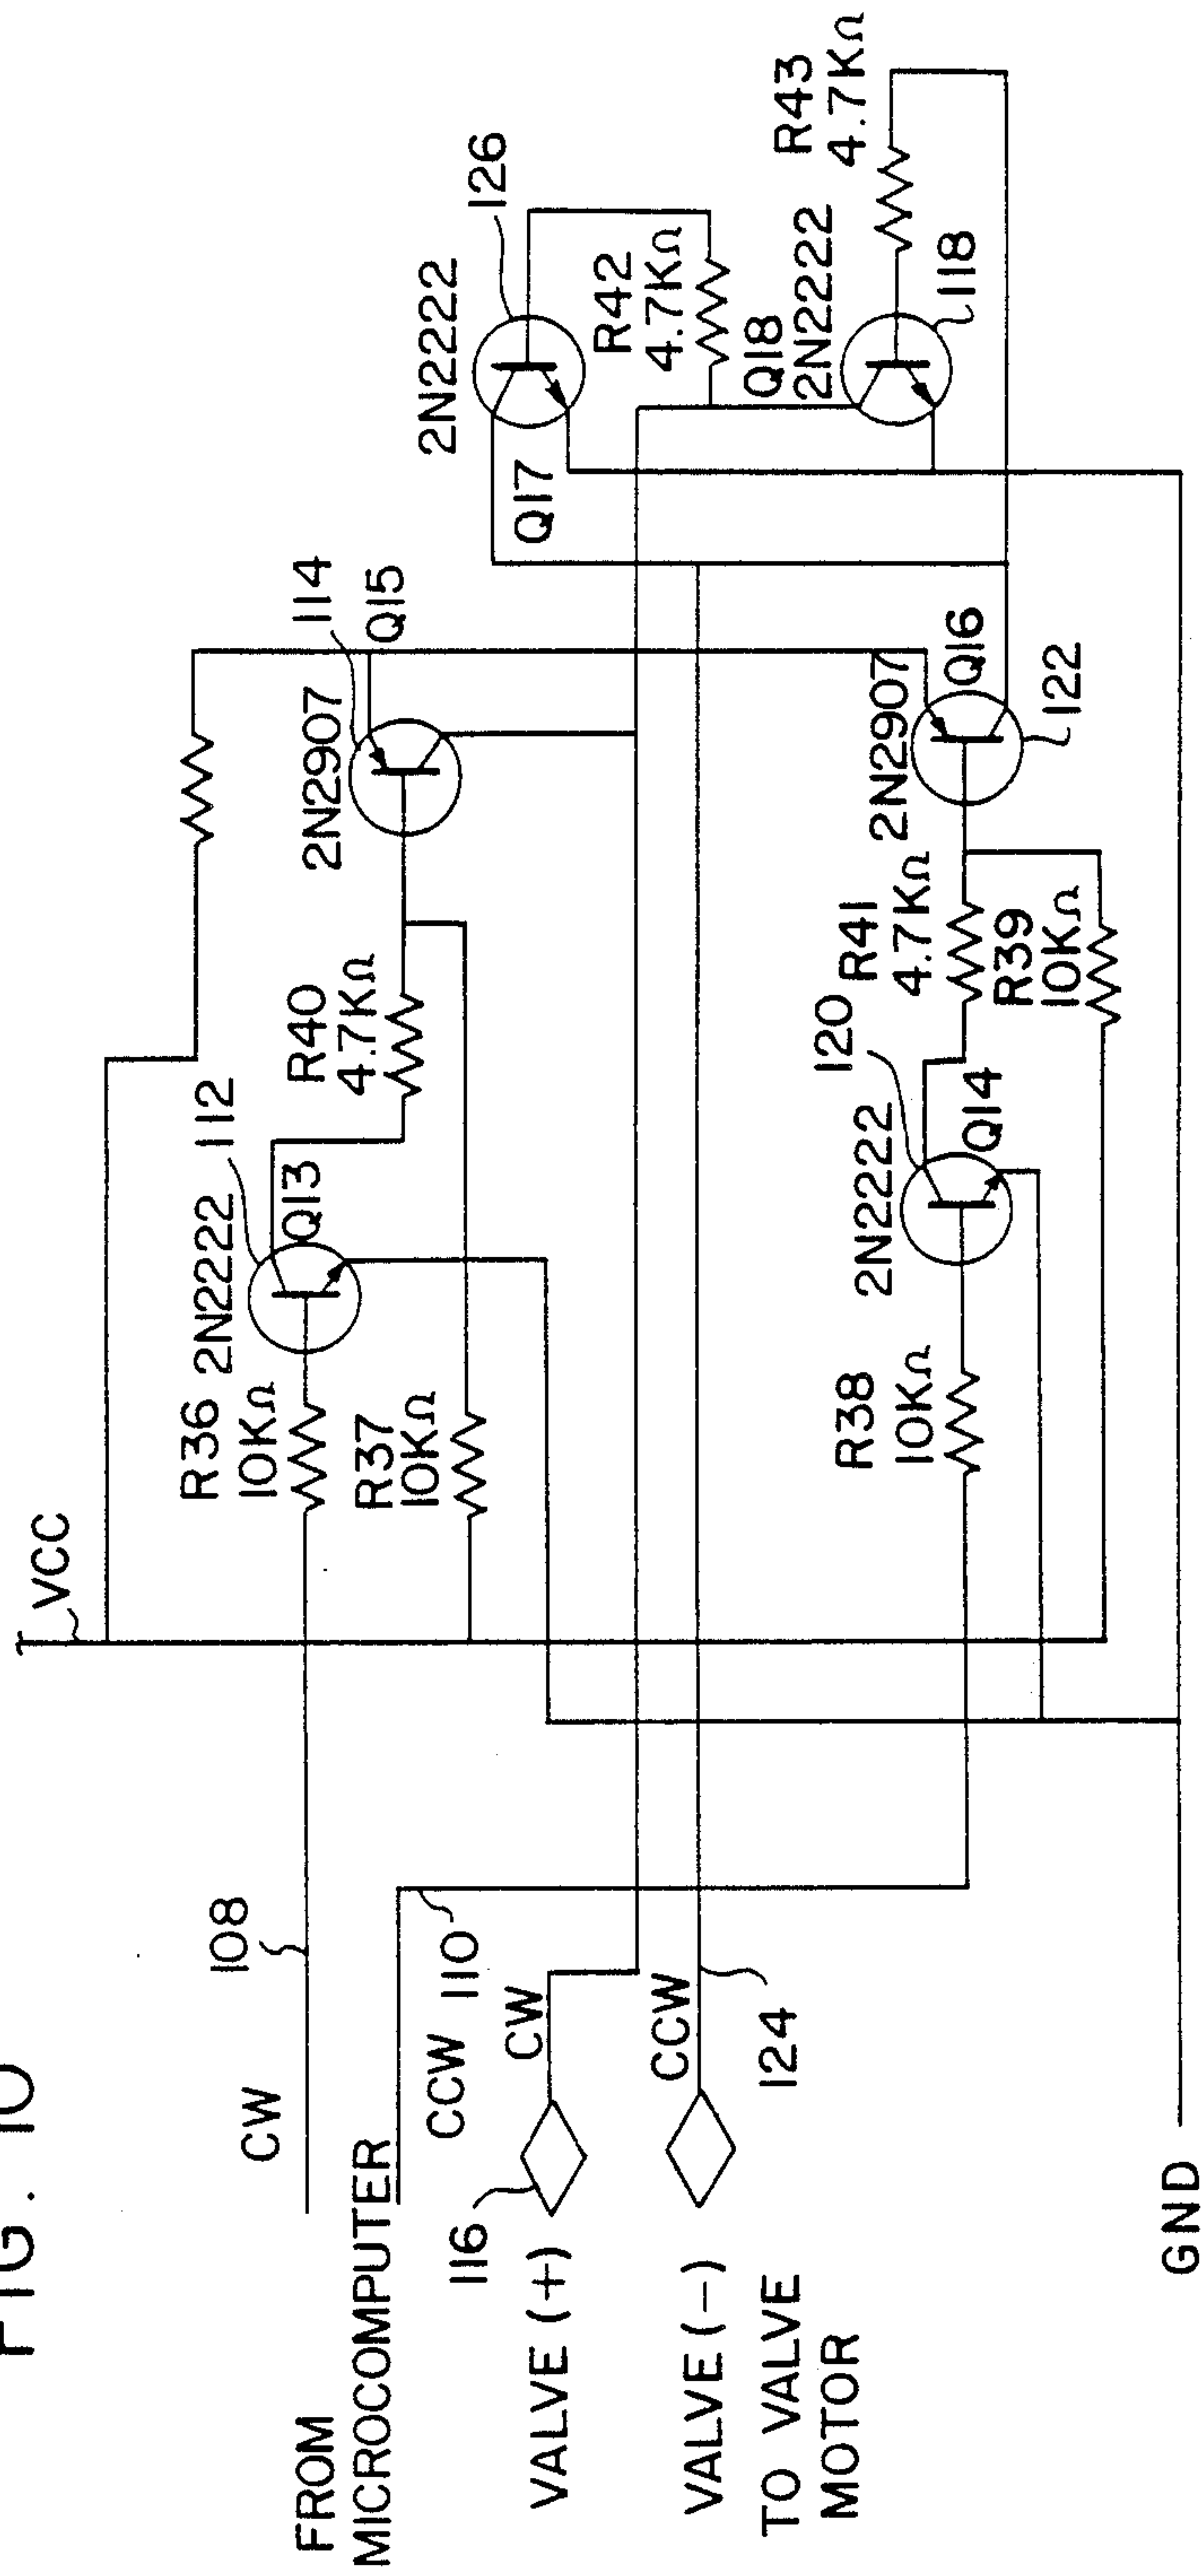 FIG. 10
VCC
CW
108
FROM
MICROCOMPUTER
CCW
110
116
VALVE (+)
CW
VALVE (-)
CCW
124
TO VALVE
MOTOR
GND
R36
10KΩ
2N2222
112
Q13
R37
10KΩ
R40
4.7KΩ
2N2907
114
Q15
R38
10KΩ
2N2222
120
Q14
R41
4.7KΩ
R39
10KΩ
2N2907
Q16
122
2N2222
126
Q17
R42
4.7KΩ
Q18
2N2222
118
R43
4.7KΩ